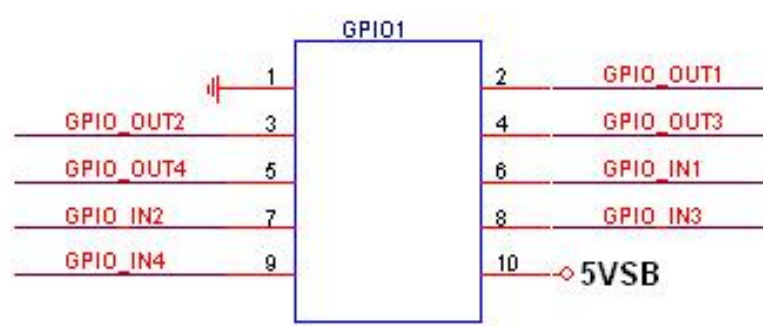 GPIO1
1 2 GPIO_OUT1
GPIO_OUT2 3 4 GPIO_OUT3
GPIO_OUT4 5 6 GPIO_IN1
GPIO_IN2 7 8 GPIO_IN3
GPIO_IN4 9 10 5VSB